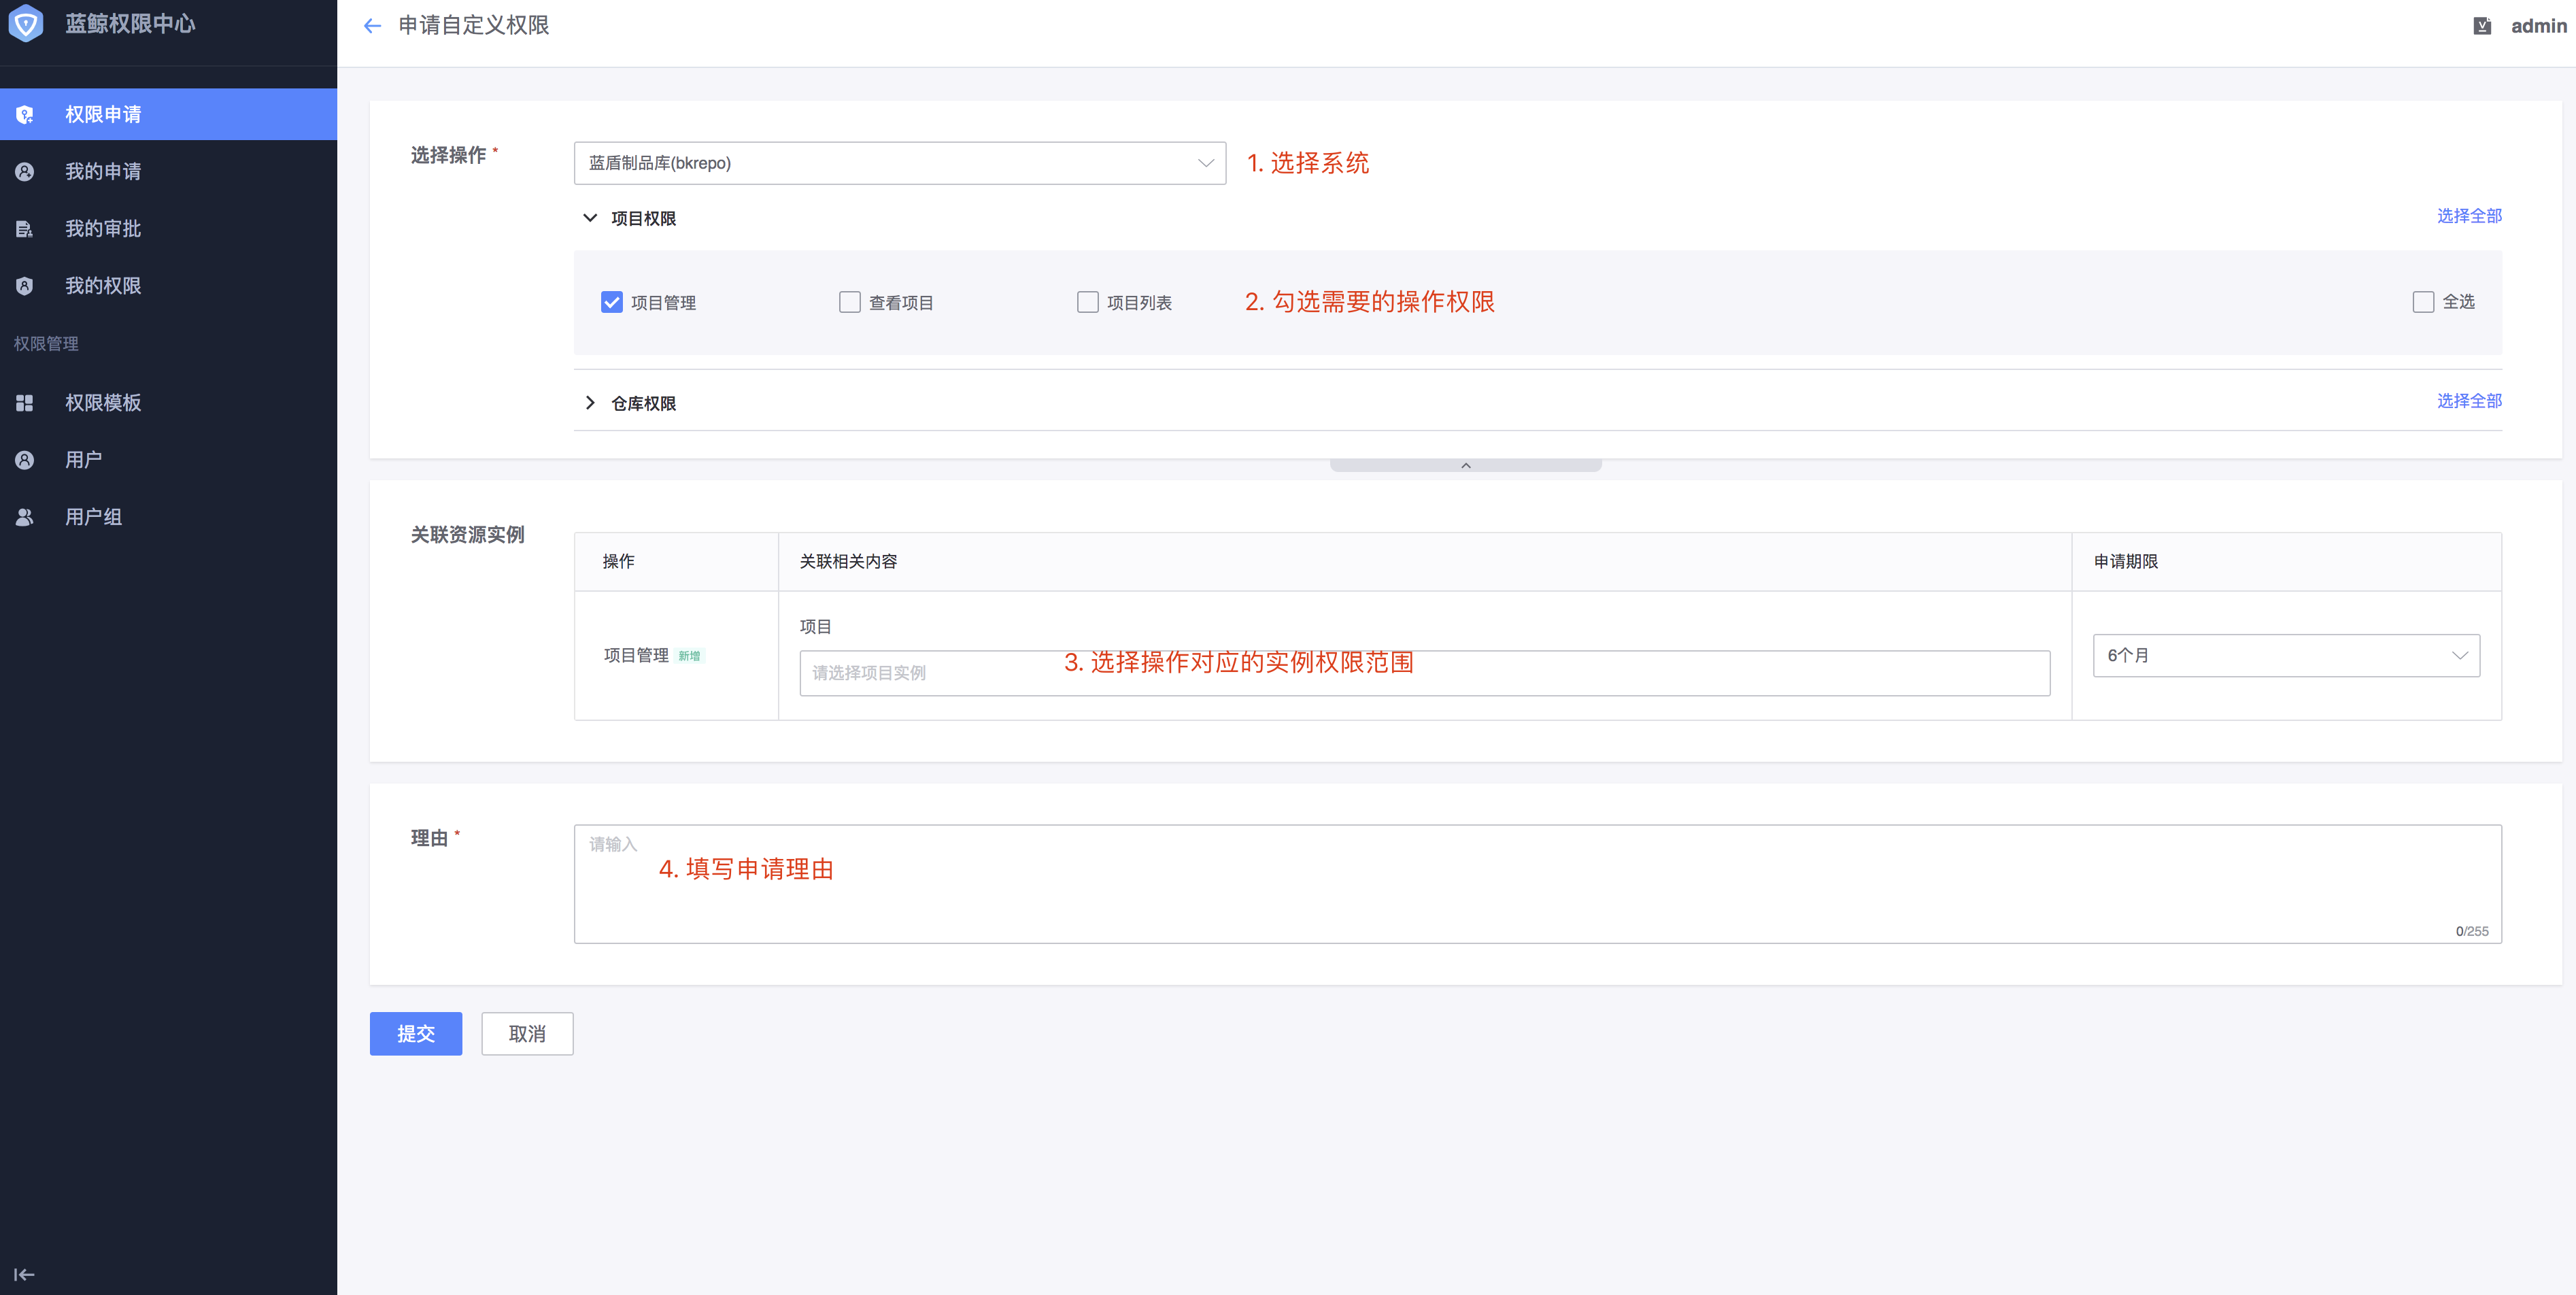 蓝鲸权限中心
申请自定义权限
admin
权限申请
我的申请
我的审批
我的权限
权限管理
权限模板
用户
用户组
选择操作 *
蓝盾制品库(bkrepo)
1. 选择系统
项目权限
选择全部
项目管理
查看项目
项目列表
2. 勾选需要的操作权限
全选
仓库权限
选择全部
关联资源实例
操作
关联相关内容
申请期限
项目管理 新增
项目
请选择项目实例
3. 选择操作对应的实例权限范围
6个月
理由 *
请输入
4. 填写申请理由
0/255
提交
取消